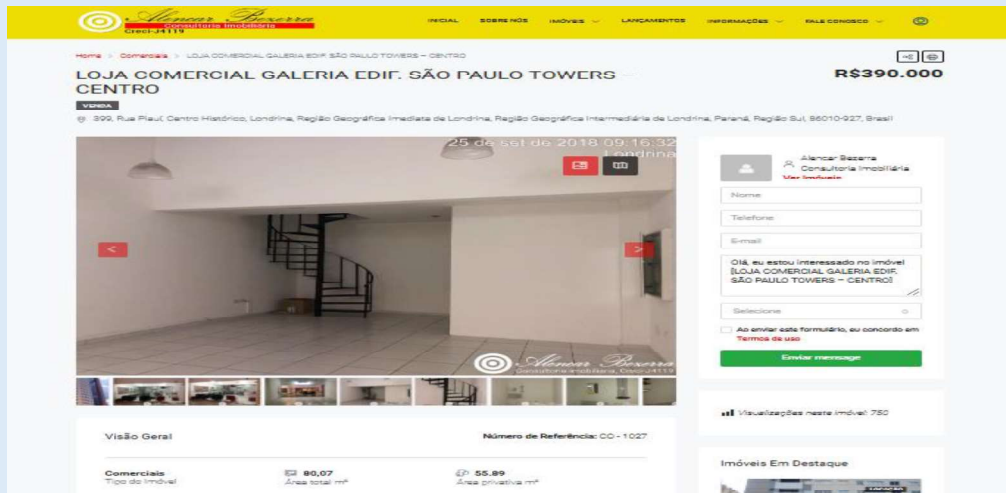 Alencar Bezerra
Consultoria Imobiliária
Creci-J4119
INICIAL SOBRE NÓS IMÓVEIS LANÇAMENTOS INFORMAÇÕES FALE CONOSCO
Home > Comerciais > LOJA COMERCIAL GALERIA EDIF. SÃO PAULO TOWERS – CENTRO
LOJA COMERCIAL GALERIA EDIF. SÃO PAULO TOWERS – CENTRO
R$390.000
VENDA
399, Rua Piauí, Centro Histórico, Londrina, Região Geográfica Imediata de Londrina, Região Geográfica Intermediária de Londrina, Paraná, Região Sul, 86010-927, Brasil
25 de set de 2018 09:16:32
Londrina
<
>
Alencar Bezerra
Consultoria Imobiliária, Creci-J4119
Alencar Bezerra
Consultoria Imobiliária
Ver Imóveis
Nome
Telefone
E-mail
Olá, eu estou interessado no imóvel
[LOJA COMERCIAL GALERIA EDIF.
SÃO PAULO TOWERS – CENTRO]
Selecione
Ao enviar este formulário, eu concordo em
Termos de uso
Enviar mensage
Visualizações neste imóvel: 750
Visão Geral
Número de Referência: CO - 1027
Comerciais 80,07 55.89
Tipo do Imóvel Área total m² Área privativa m²
Imóveis Em Destaque
LOCAÇÃO